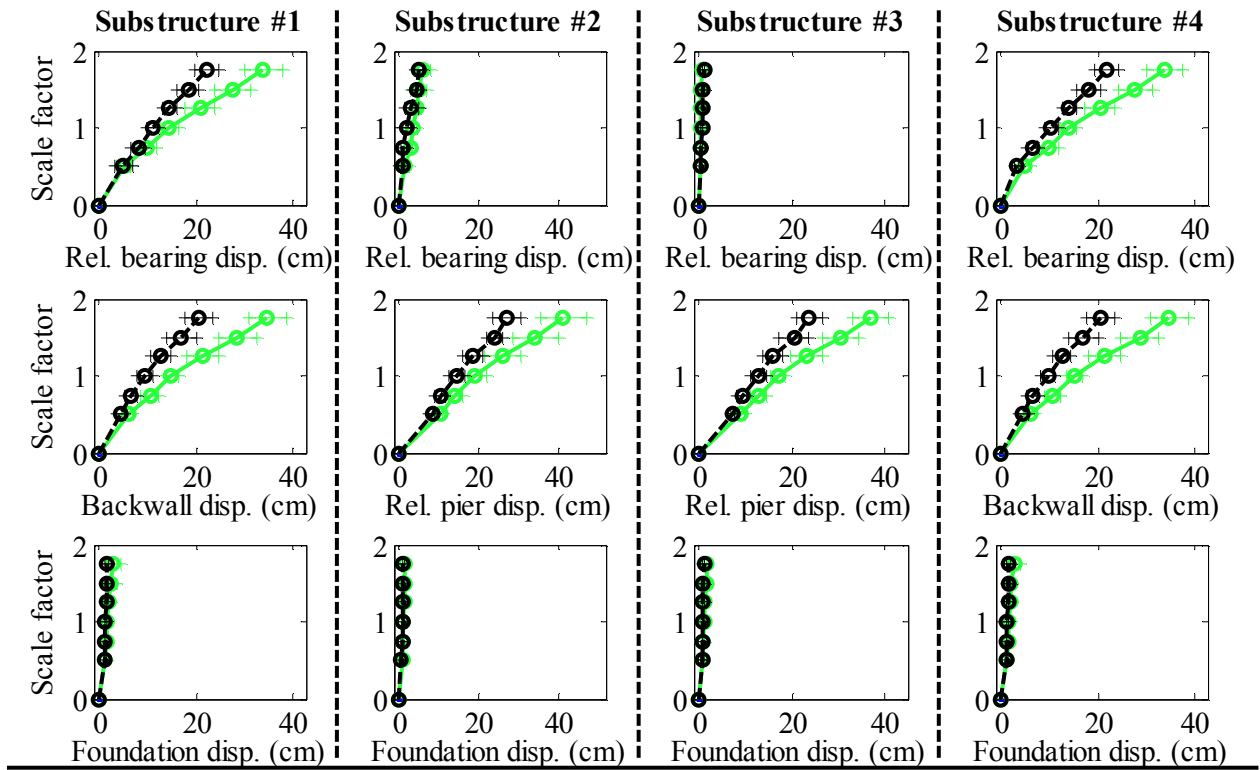 Substructure #1 Substructure #2 Substructure #3 Substructure #4
Scale factor
2
1
0
0 20 40
Rel. bearing disp. (cm)
2
1
0
0 20 40
Rel. bearing disp. (cm)
2
1
0
0 20 40
Rel. bearing disp. (cm)
2
1
0
0 20 40
Rel. bearing disp. (cm)
Scale factor
2
1
0
0 20 40
Backwall disp. (cm)
2
1
0
0 20 40
Rel. pier disp. (cm)
2
1
0
0 20 40
Rel. pier disp. (cm)
2
1
0
0 20 40
Backwall disp. (cm)
Scale factor
2
1
0
0 20 40
Foundation disp. (cm)
2
1
0
0 20 40
Foundation disp. (cm)
2
1
0
0 20 40
Foundation disp. (cm)
2
1
0
0 20 40
Foundation disp. (cm)